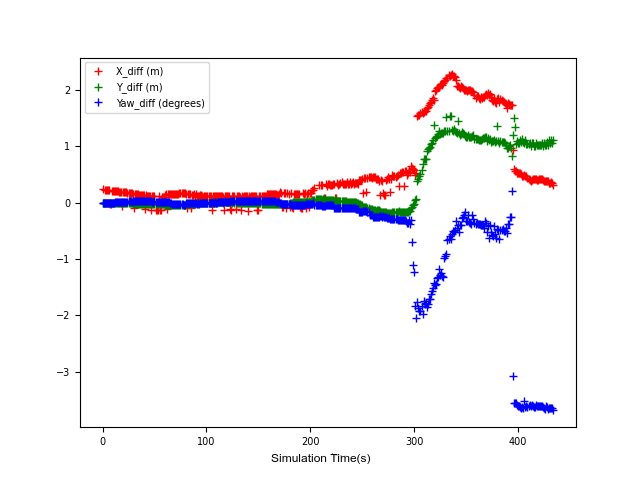 X_diff (m)
Y_diff (m)
Yaw_diff (degrees)
2
1
0
−1
−2
−3
0 100 200 300 400
Simulation Time(s)